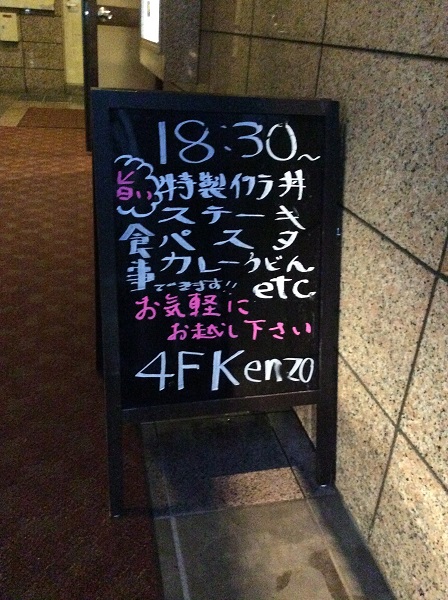 18:30〜
旨い
特製イクラ丼
ステーキ
パスタ
カレーうどん
etc
食事
できます!!
お気軽に
お越し下さい
4F Kenzo